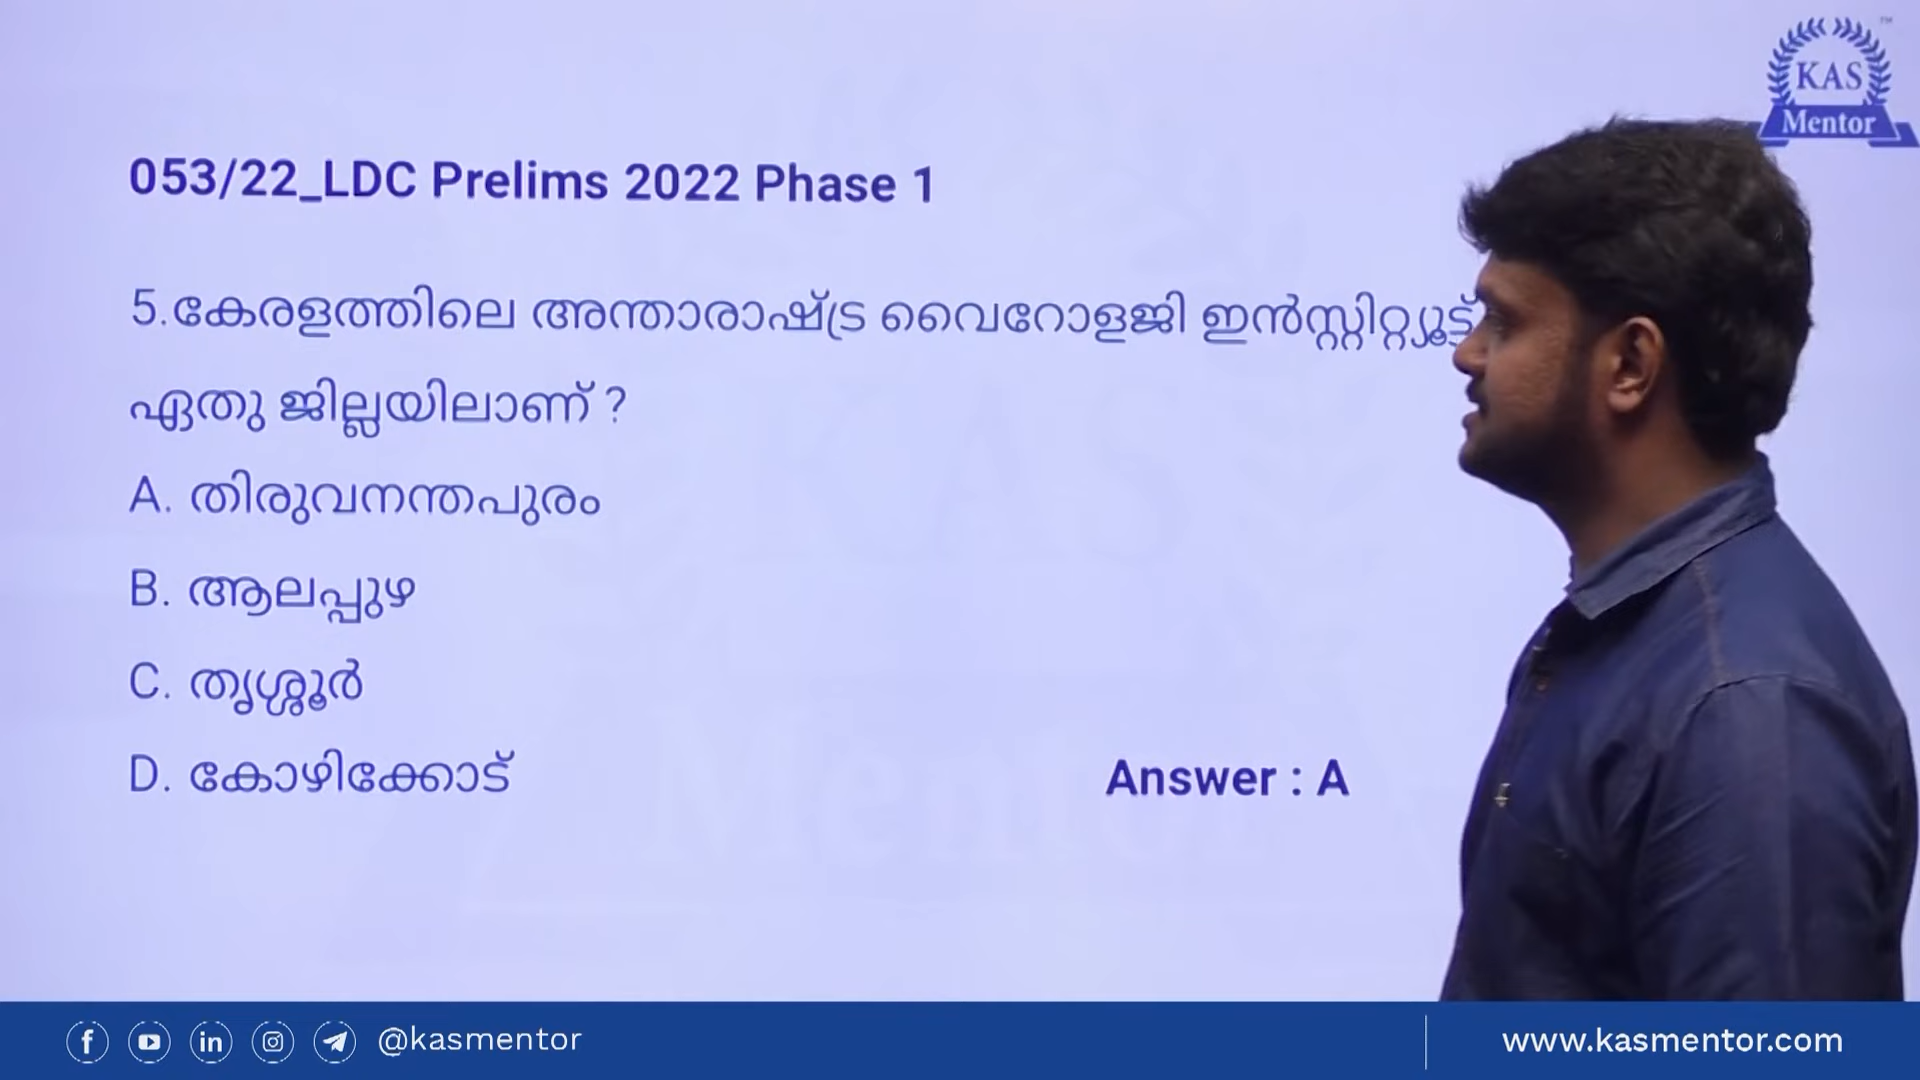 KAS
Mentor
TM
053/22_LDC Prelims 2022 Phase 1
5.കേരളത്തിലെ അന്താരാഷ്ട്ര വൈറോളജി ഇൻസ്റ്റിറ്റ്യൂട്ട്
ഏതു ജില്ലയിലാണ് ?
A. തിരുവനന്തപുരം
B. ആലപ്പുഴ
C. തൃശ്ശൂർ
D. കോഴിക്കോട്
Answer : A
@kasmentor
www.kasmentor.com